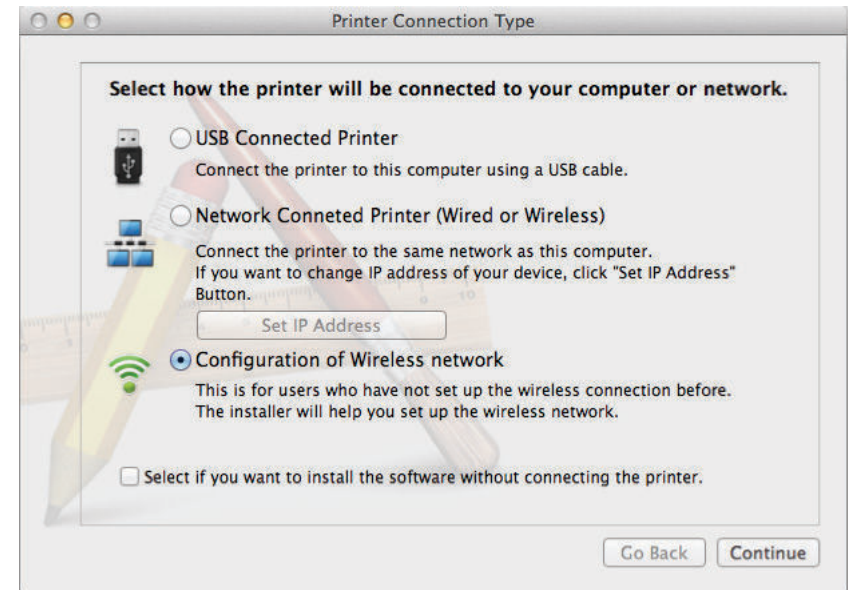 Printer Connection Type
Select how the printer will be connected to your computer or network.
USB Connected Printer
Connect the printer to this computer using a USB cable.
Network Conneted Printer (Wired or Wireless)
Connect the printer to the same network as this computer.
If you want to change IP address of your device, click "Set IP Address"
Button.
Set IP Address
Configuration of Wireless network
This is for users who have not set up the wireless connection before.
The installer will help you set up the wireless network.
Select if you want to install the software without connecting the printer.
Go Back Continue